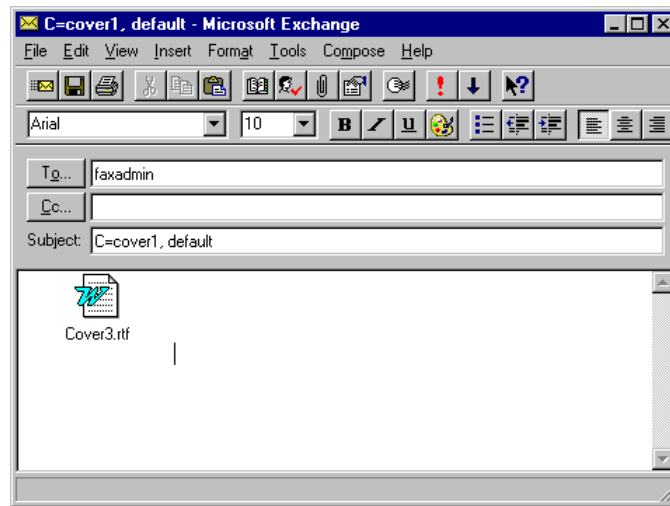 C=cover1, default - Microsoft Exchange
File Edit View Insert Format Tools Compose Help
Arial 10 B I U
To... faxadmin
Cc...
Subject: C=cover1, default
Cover3.rtf